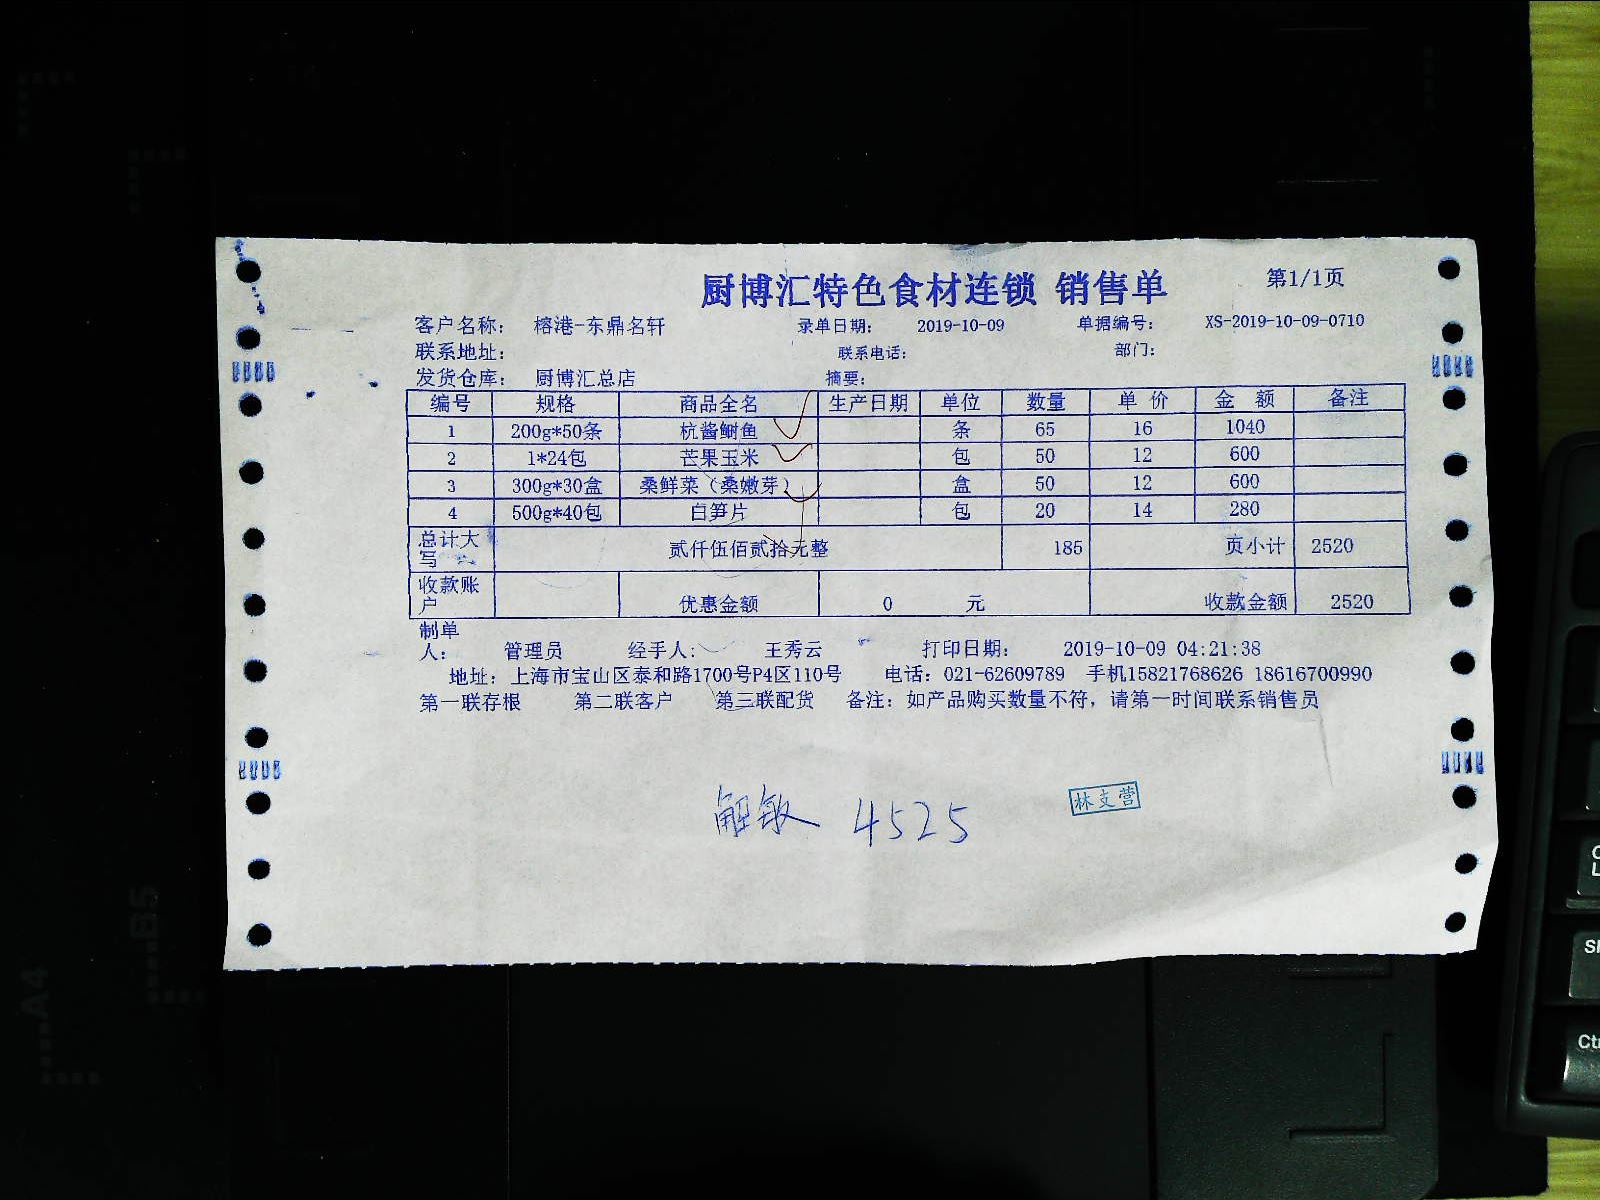 厨博汇特色食材连锁 销售单 第1/1页
客户名称： 榕港-东鼎名轩 录单日期： 2019-10-09 单据编号： XS-2019-10-09-0710
联系地址： 联系电话： 部门：
发货仓库： 厨博汇总店 摘要：
编号 规格 商品全名 生产日期 单位 数量 单 价 金 额 备注
1 200g*50条 杭酱鲥鱼 条 65 16 1040
2 1*24包 芒果玉米 包 50 12 600
3 300g*30盒 桑鲜菜（桑嫩芽） 盒 50 12 600
4 500g*40包 白笋片 包 20 14 280
总计大
写 贰仟伍佰贰拾元整 185 页小计 2520
收款账
户 优惠金额 0 元 收款金额 2520
制单
人： 管理员 经手人： 王秀云 打印日期： 2019-10-09 04:21:38
地址：上海市宝山区泰和路1700号P4区110号 电话：021-62609789 手机15821768626 18616700990
第一联存根 第二联客户 第三联配货 备注：如产品购买数量不符，请第一时间联系销售员
解敏 4525
林支营
A4
B5